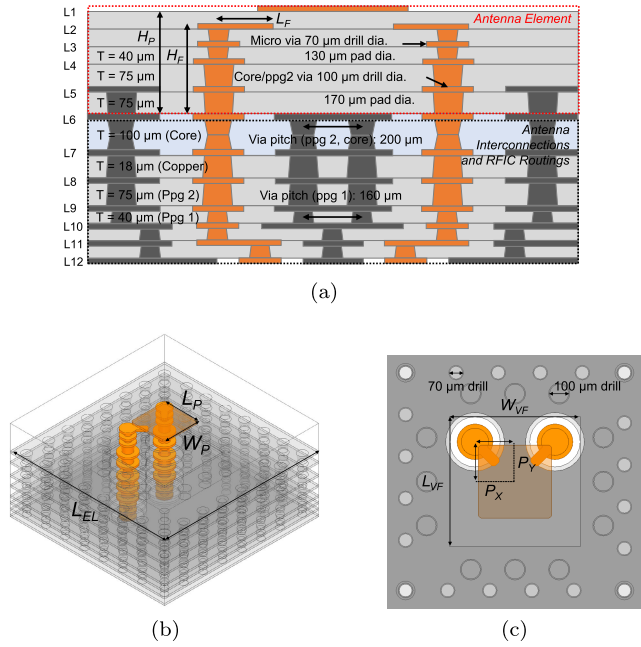 L1
L_F
Antenna Element
L2
H_P
H_F
Micro via 70 μm drill dia.
L3
130 μm pad dia.
T = 40 μm
L4
Core/ppg2 via 100 μm drill dia.
T = 75 μm
L5
T = 75 μm
170 μm pad dia.
L6
T = 100 μm (Core)
Via pitch (ppg 2, core): 200 μm
Antenna
Interconnections
and RFIC Routings
L7
T = 18 μm (Copper)
L8
T = 75 μm (Ppg 2)
Via pitch (ppg 1): 160 μm
L9
T = 40 μm (Ppg 1)
L10
L11
L12
(a)
L_P
W_P
L_EL
(b)
70 μm drill
100 μm drill
W_VF
P_Y
L_VF
P_X
(c)